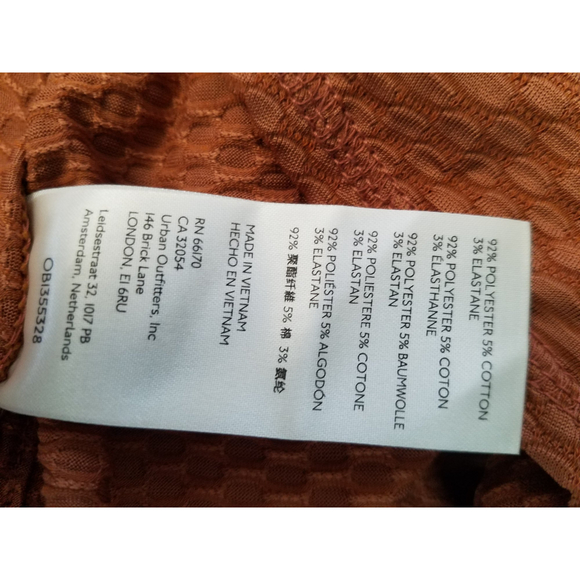 92% POLYESTER 5% COTTON
3% ELASTANE
92% POLYESTER 5% COTON
3% ÉLASTHANNE
92% POLYESTER 5% BAUMWOLLE
3% ELASTAN
92% POLIESTERE 5% COTONE
3% ELASTAN
92% POLIÉSTER 5% ALGODÓN
3% ELASTANE
92% 聚酯纤维 5% 棉 3% 氨纶
MADE IN VIETNAM
HECHO EN VIETNAM
RN 66170
CA 32054
Urban Outfitters, Inc
146 Brick Lane
LONDON, E1 6RU
Leidsestraat 32, 1017 PB
Amsterdam, Netherlands
OB1355328